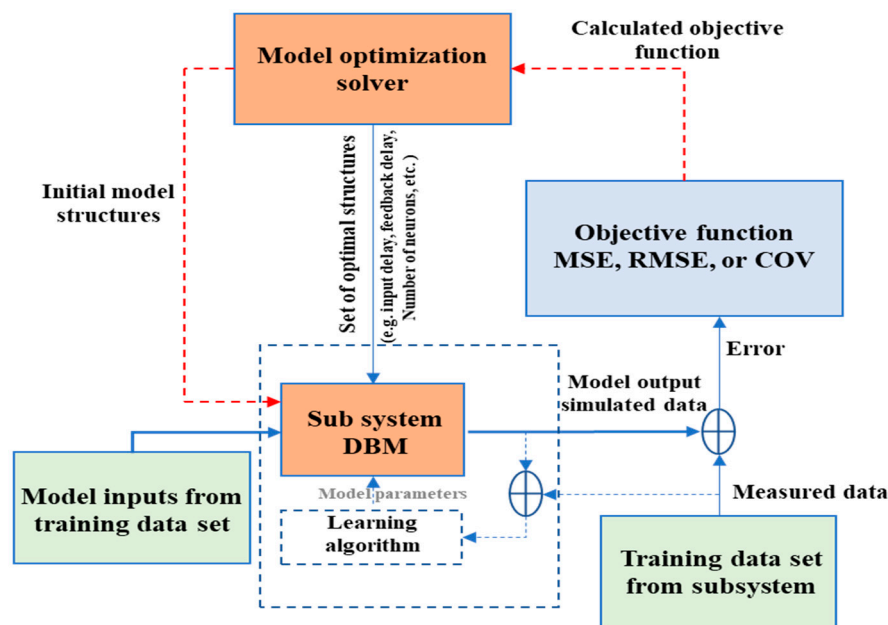 Calculated objective
function
Model optimization
solver
Initial model
structures
Set of optimal structures
(e.g. input delay, feedback delay,
Number of neurons, etc.)
Objective function
MSE, RMSE, or COV
Error
Model output
simulated data
Sub system
DBM
Model inputs from
training data set
Model parameters
Learning
algorithm
Measured data
Training data set
from subsystem